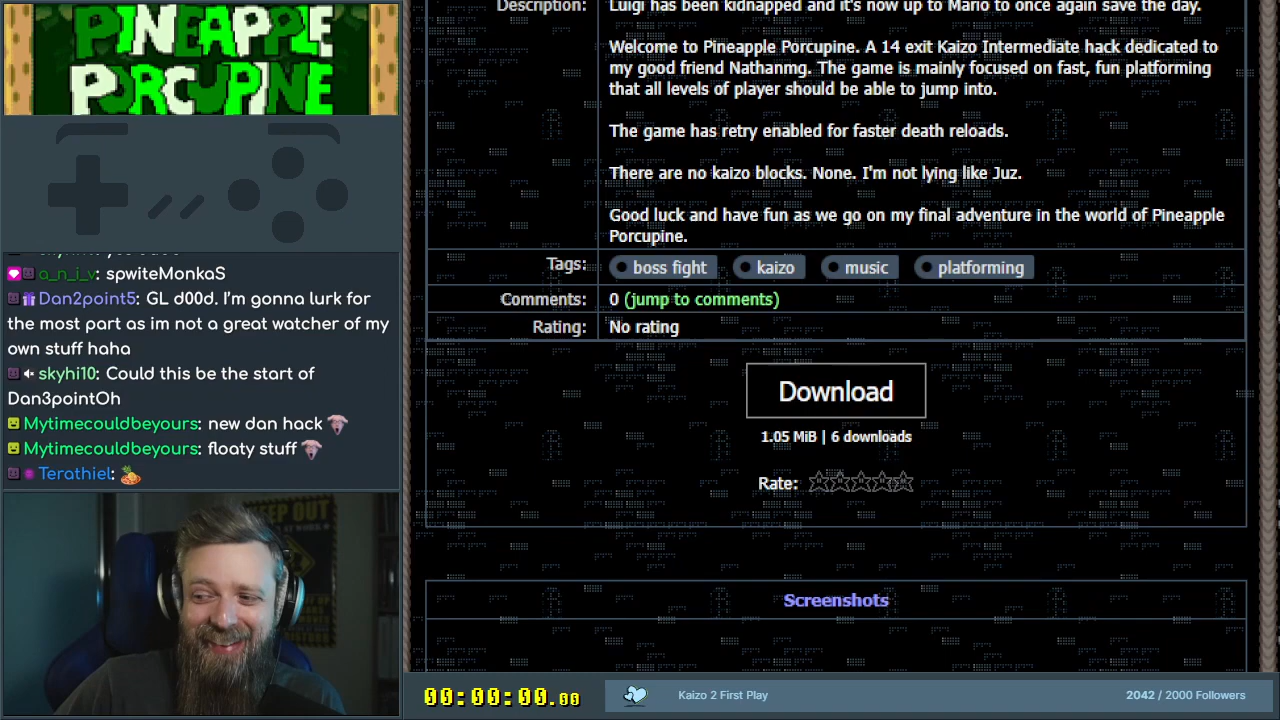 PINEAPPLE
PORCUPINE
a_n_i_v: spwiteMonkaS
Dan2point5: GL d00d. I'm gonna lurk for
the most part as im not a great watcher of my
own stuff haha
skyhi10: Could this be the start of
Dan3pointOh
Mytimecouldbeyours: new dan hack
Mytimecouldbeyours: floaty stuff
Terathiel:
Description:
Luigi has been kidnapped and it's now up to Mario to once again save the day.
Welcome to Pineapple Porcupine. A exit Kaizo Intermediate hack dedicated to
my good friend Nathanmg. The game is mainly focused on fast, fun platforming
that all levels of player should be able to jump into.
The game has retry enabled for faster death reloads.
There are no kaizo blocks. None. I'm not lying like Juz.
Good luck and have fun as we go on my final adventure in the world of Pineapple
Porcupine.
Tags:
boss fight kaizo music platforming
Comments: 0 (jump to comments)
Rating: No rating
Download
1.05 MiB | 6 downloads
Rate:
Screenshots
00:00:00.00
Kaizo 2 First Play
2042 / 2000 Followers